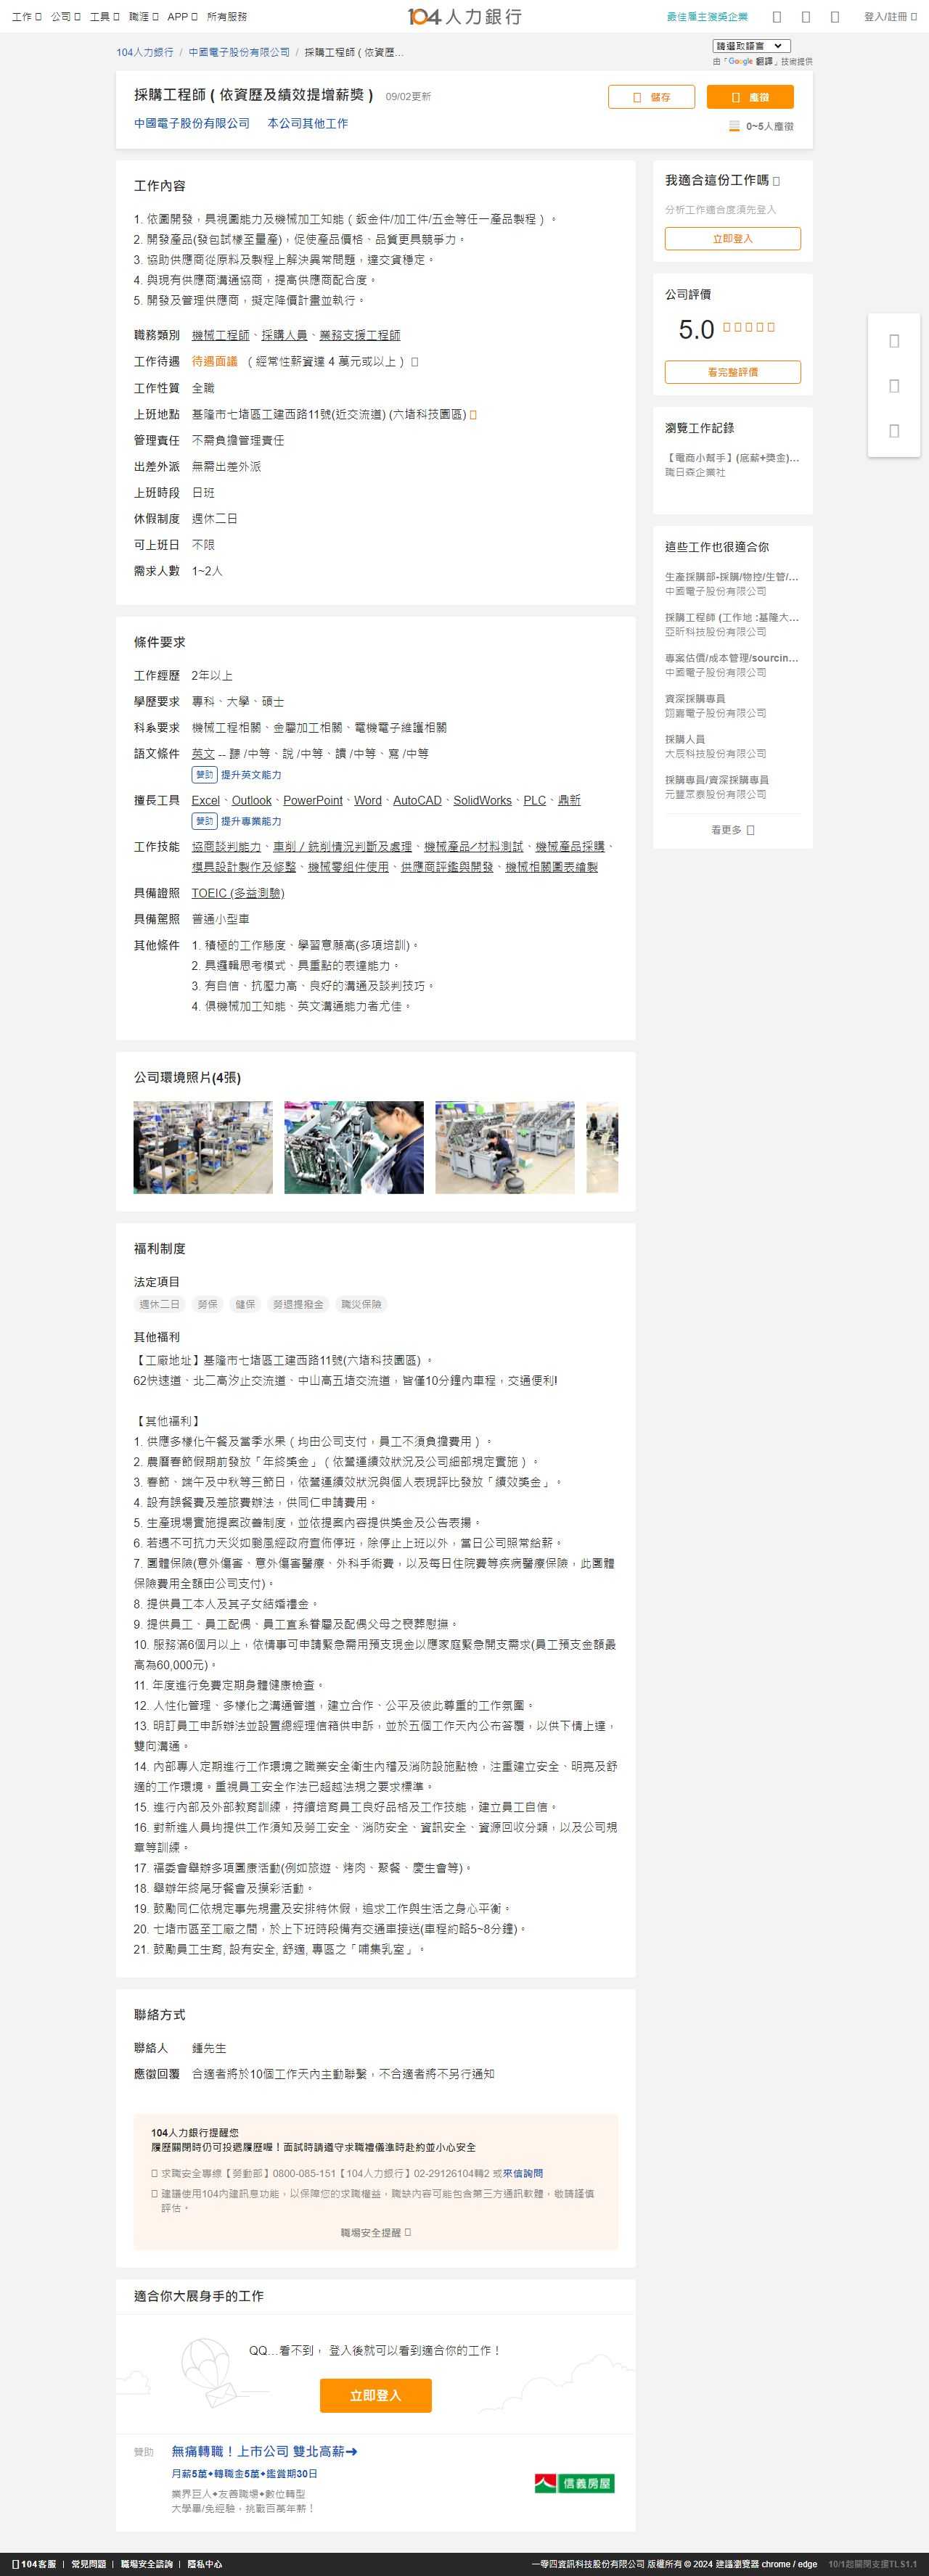 工作 公司 工具 職涯 APP 所有服務
104人力銀行
最佳雇主獲獎企業
登入/註冊
104人力銀行 / 中國電子股份有限公司 / 採購工程師 ( 依資歷...
請選取語言
由「Google 翻譯」技術提供
採購工程師 ( 依資歷及績效提增薪獎 ) 09/02更新
儲存
應徵
中國電子股份有限公司 本公司其他工作
0~5人應徵
工作內容
1. 依圖開發，具視圖能力及機械加工知能（鈑金件/加工件/五金等任一產品製程）。
2. 開發產品(發包試樣至量產)，促使產品價格、品質更具競爭力。
3. 協助供應商從原料及製程上解決異常問題，達交貨穩定。
4. 與現有供應商溝通協商，提高供應商配合度。
5. 開發及管理供應商，擬定降價計畫並執行。
職務類別 機械工程師、採購人員、業務支援工程師
工作待遇 待遇面議 （經常性薪資達 4 萬元或以上）
工作性質 全職
上班地點 基隆市七堵區工建西路11號(近交流道) (六堵科技園區)
管理責任 不需負擔管理責任
出差外派 無需出差外派
上班時段 日班
休假制度 週休二日
可上班日 不限
需求人數 1~2人
條件要求
工作經歷 2年以上
學歷要求 專科、大學、碩士
科系要求 機械工程相關、金屬加工相關、電機電子維護相關
語文條件 英文 -- 聽 /中等、說 /中等、讀 /中等、寫 /中等
贊助 提升英文能力
擅長工具 Excel、Outlook、PowerPoint、Word、AutoCAD、SolidWorks、PLC、鼎新
贊助 提升專業能力
工作技能 協商談判能力、車削／銑削情況判斷及處理、機械產品/材料測試、機械產品採購、
模具設計製作及修整、機械零組件使用、供應商評鑑與開發、機械相關圖表繪製
具備證照 TOEIC (多益測驗)
具備駕照 普通小型車
其他條件 1. 積極的工作態度、學習意願高(多項培訓)。
2. 具邏輯思考模式、具重點的表達能力。
3. 有自信、抗壓力高、良好的溝通及談判技巧。
4. 俱機械加工知能、英文溝通能力者尤佳。
公司環境照片(4張)
福利制度
法定項目
週休二日 勞保 健保 勞退提撥金 職災保險
其他福利
【工廠地址】基隆市七堵區工建西路11號(六堵科技園區) 。
62快速道、北二高汐止交流道、中山高五堵交流道，皆僅10分鐘內車程，交通便利!
【其他福利】
1. 供應多樣化午餐及當季水果（均由公司支付，員工不須負擔費用）。
2. 農曆春節假期前發放「年終獎金」（依營運績效狀況及公司細部規定實施）。
3. 春節、端午及中秋等三節日，依營運績效狀況與個人表現評比發放「績效獎金」。
4. 設有誤餐費及差旅費辦法，供同仁申請費用。
5. 生產現場實施提案改善制度，並依提案內容提供獎金及公告表揚。
6. 若遇不可抗力天災如颱風經政府宣佈停班，除停止上班以外，當日公司照常給薪。
7. 團體保險(意外傷害、意外傷害醫療、外科手術費，以及每日住院費等疾病醫療保險，此團體
保險費用全額由公司支付)。
8. 提供員工本人及其子女結婚禮金。
9. 提供員工、員工配偶、員工直系眷屬及配偶父母之喪葬慰撫。
10. 服務滿6個月以上，依情事可申請緊急需用預支現金以應家庭緊急開支需求(員工預支金額最
高為60,000元)。
11. 年度進行免費定期身體健康檢查。
12. 人性化管理、多樣化之溝通管道，建立合作、公平及彼此尊重的工作氛圍。
13. 明訂員工申訴辦法並設置總經理信箱供申訴，並於五個工作天內公布答覆，以供下情上達，
雙向溝通。
14. 內部專人定期進行工作環境之職業安全衛生內稽及消防設施點檢，注重建立安全、明亮及舒
適的工作環境。重視員工安全作法已超越法規之要求標準。
15. 進行內部及外部教育訓練，持續培育員工良好品格及工作技能，建立員工自信。
16. 對新進人員均提供工作須知及勞工安全、消防安全、資訊安全、資源回收分類，以及公司規
章等訓練。
17. 福委會舉辦多項團康活動(例如旅遊、烤肉、聚餐、慶生會等)。
18. 舉辦年終尾牙餐會及摸彩活動。
19. 鼓勵同仁依規定事先規畫及安排特休假，追求工作與生活之身心平衡。
20. 七堵市區至工廠之間，於上下班時段備有交通車接送(車程約略5~8分鐘)。
21. 鼓勵員工生育, 設有安全, 舒適, 專區之「哺集乳室」。
聯絡方式
聯絡人 鍾先生
應徵回覆 合適者將於10個工作天內主動聯繫，不合適者將不另行通知
104人力銀行提醒您
履歷關閉時仍可投遞履歷喔！面試時請遵守求職禮儀準時赴約並小心安全
求職安全專線【勞動部】0800-085-151【104人力銀行】02-29126104轉2 或來信詢問
建議使用104內建訊息功能，以保障您的求職權益，職缺內容可能包含第三方通訊軟體，敬請謹慎
評估。
職場安全提醒
適合你大展身手的工作
QQ...看不到， 登入後就可以看到適合你的工作！
立即登入
贊助 無痛轉職！上市公司 雙北高薪➜
月薪5萬+轉職金5萬+鑑賞期30日
業界巨人+友善職場+數位轉型
大學畢/免經驗，挑戰百萬年薪！
信義房屋
我適合這份工作嗎
分析工作適合度須先登入
立即登入
公司評價
5.0
看完整評價
瀏覽工作記錄
【電商小幫手】(底薪+獎金)...
職日森企業社
這些工作也很適合你
生產採購部-採購/物控/生管/...
中國電子股份有限公司
採購工程師 (工作地 :基隆大...
亞昕科技股份有限公司
專案估價/成本管理/sourcin...
中國電子股份有限公司
資深採購專員
翊嘉電子股份有限公司
採購人員
大辰科技股份有限公司
採購專員/資深採購專員
元豐眾泰股份有限公司
看更多
104客服 | 常見問題 | 職場安全諮詢 | 隱私中心
一零四資訊科技股份有限公司 版權所有 © 2024 建議瀏覽器 chrome / edge 10/1起關閉支援TLS1.1